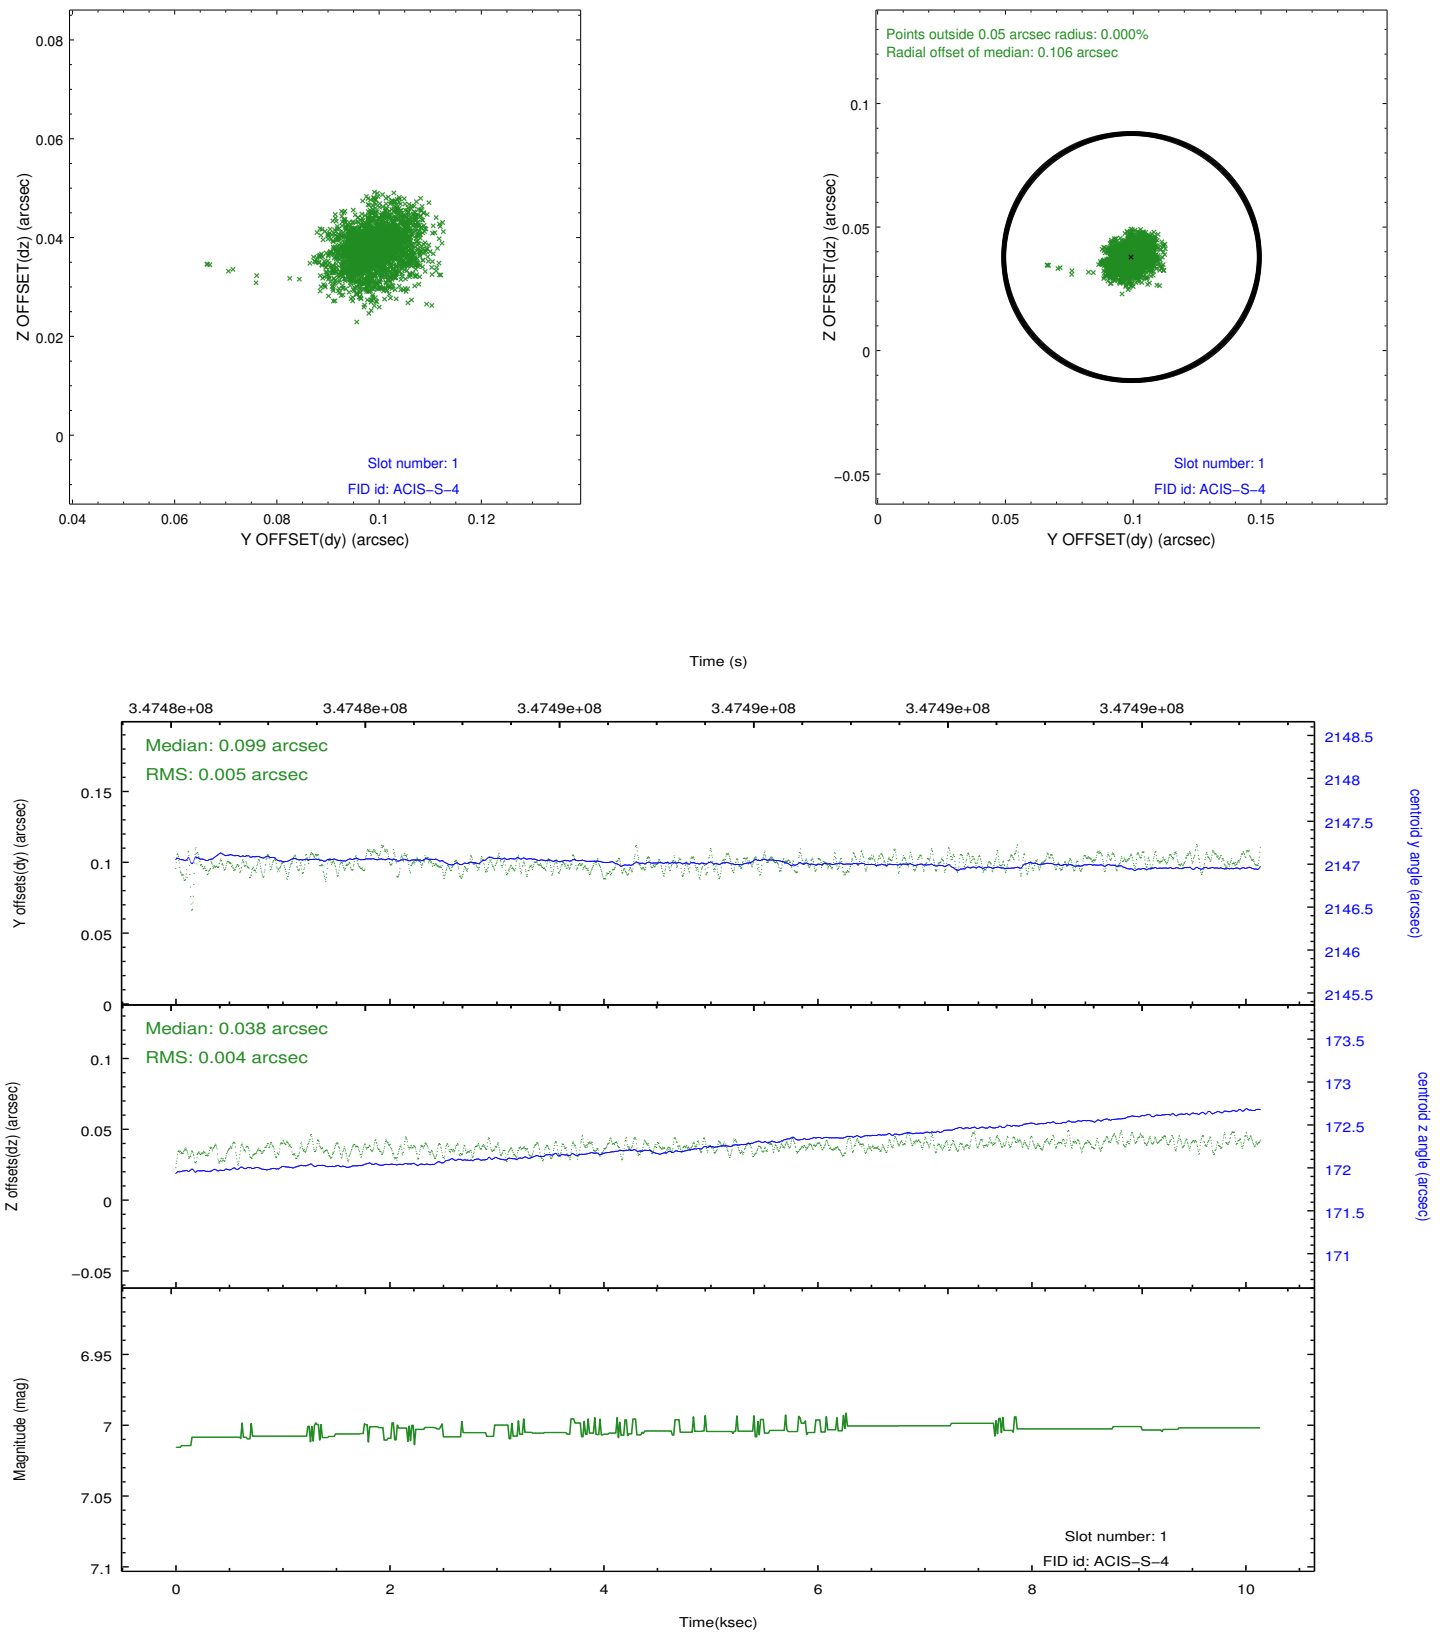 0.08
0.06
0.04
0.02
0
Z OFFSET(dz) (arcsec)
Slot number: 1
FID id: ACIS−S−4
0.04 0.06 0.08 0.1 0.12
Y OFFSET(dy) (arcsec)
Points outside 0.05 arcsec radius: 0.000%
Radial offset of median: 0.106 arcsec
0.1
0.05
0
−0.05
Z OFFSET(dz) (arcsec)
Slot number: 1
FID id: ACIS−S−4
0 0.05 0.1 0.15
Y OFFSET(dy) (arcsec)
Time (s)
3.4748e+08 3.4748e+08 3.4749e+08 3.4749e+08 3.4749e+08 3.4749e+08
Median: 0.099 arcsec
RMS: 0.005 arcsec
0.15
0.1
0.05
0
Y offsets(dy) (arcsec)
2148.5
2148
2147.5
2147
2146.5
2146
2145.5
centroid y angle (arcsec)
Median: 0.038 arcsec
RMS: 0.004 arcsec
0.1
0.05
0
−0.05
Z offsets(dz) (arcsec)
173.5
173
172.5
172
171.5
171
centroid z angle (arcsec)
6.95
7
7.05
7.1
Magnitude (mag)
Slot number: 1
FID id: ACIS−S−4
0 2 4 6 8 10
Time(ksec)